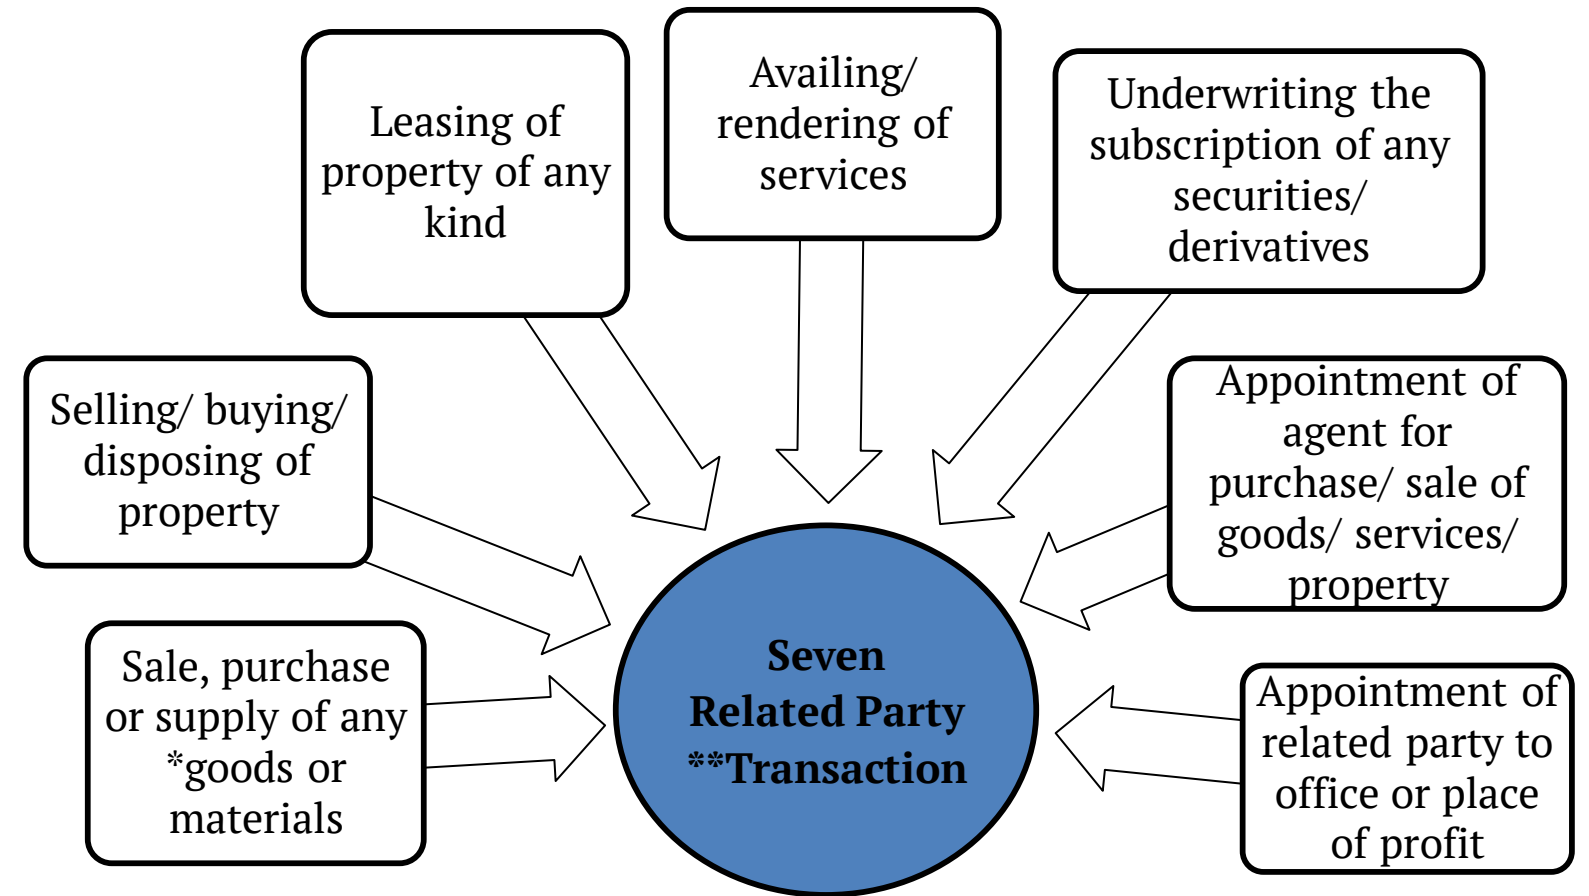 Availing/
rendering of
services
Leasing of
property of any
kind
Underwriting the
subscription of any
securities/
derivatives
Selling/ buying/
disposing of
property
Appointment of
agent for
purchase/ sale of
goods/ services/
property
Sale, purchase
or supply of any
*goods or
materials
Seven
Related Party
**Transaction
Appointment of
related party to
office or place
of profit